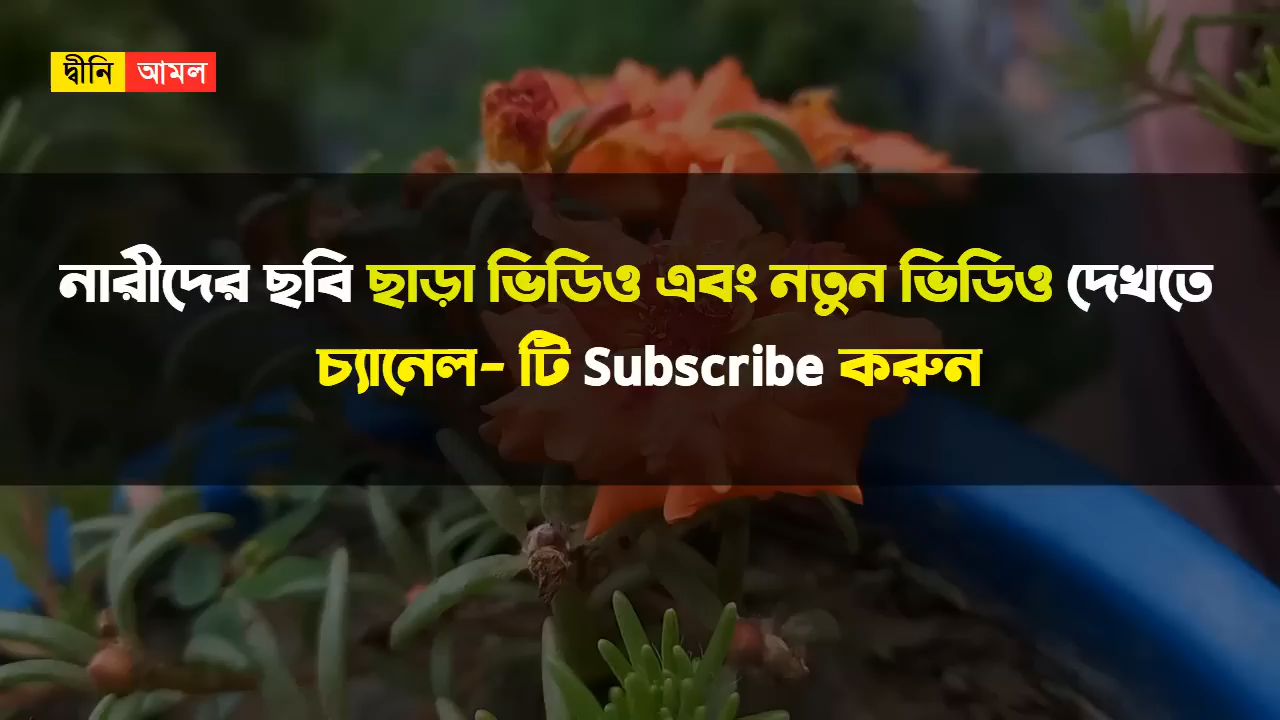 দ্বীনি আমল
নারীদের ছবি ছাড়া ভিডিও এবং নতুন ভিডিও দেখতে
চ্যানেল- টি Subscribe করুন